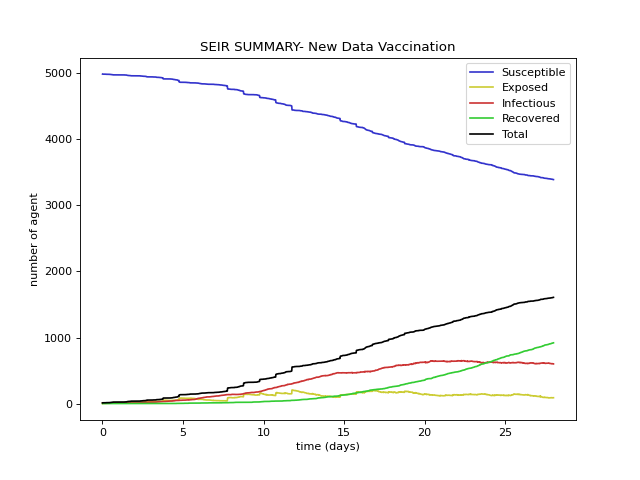 SEIR SUMMARY- New Data Vaccination
Susceptible
Exposed
Infectious
Recovered
Total
number of agent
5000
4000
3000
2000
1000
0
0 5 10 15 20 25
time (days)